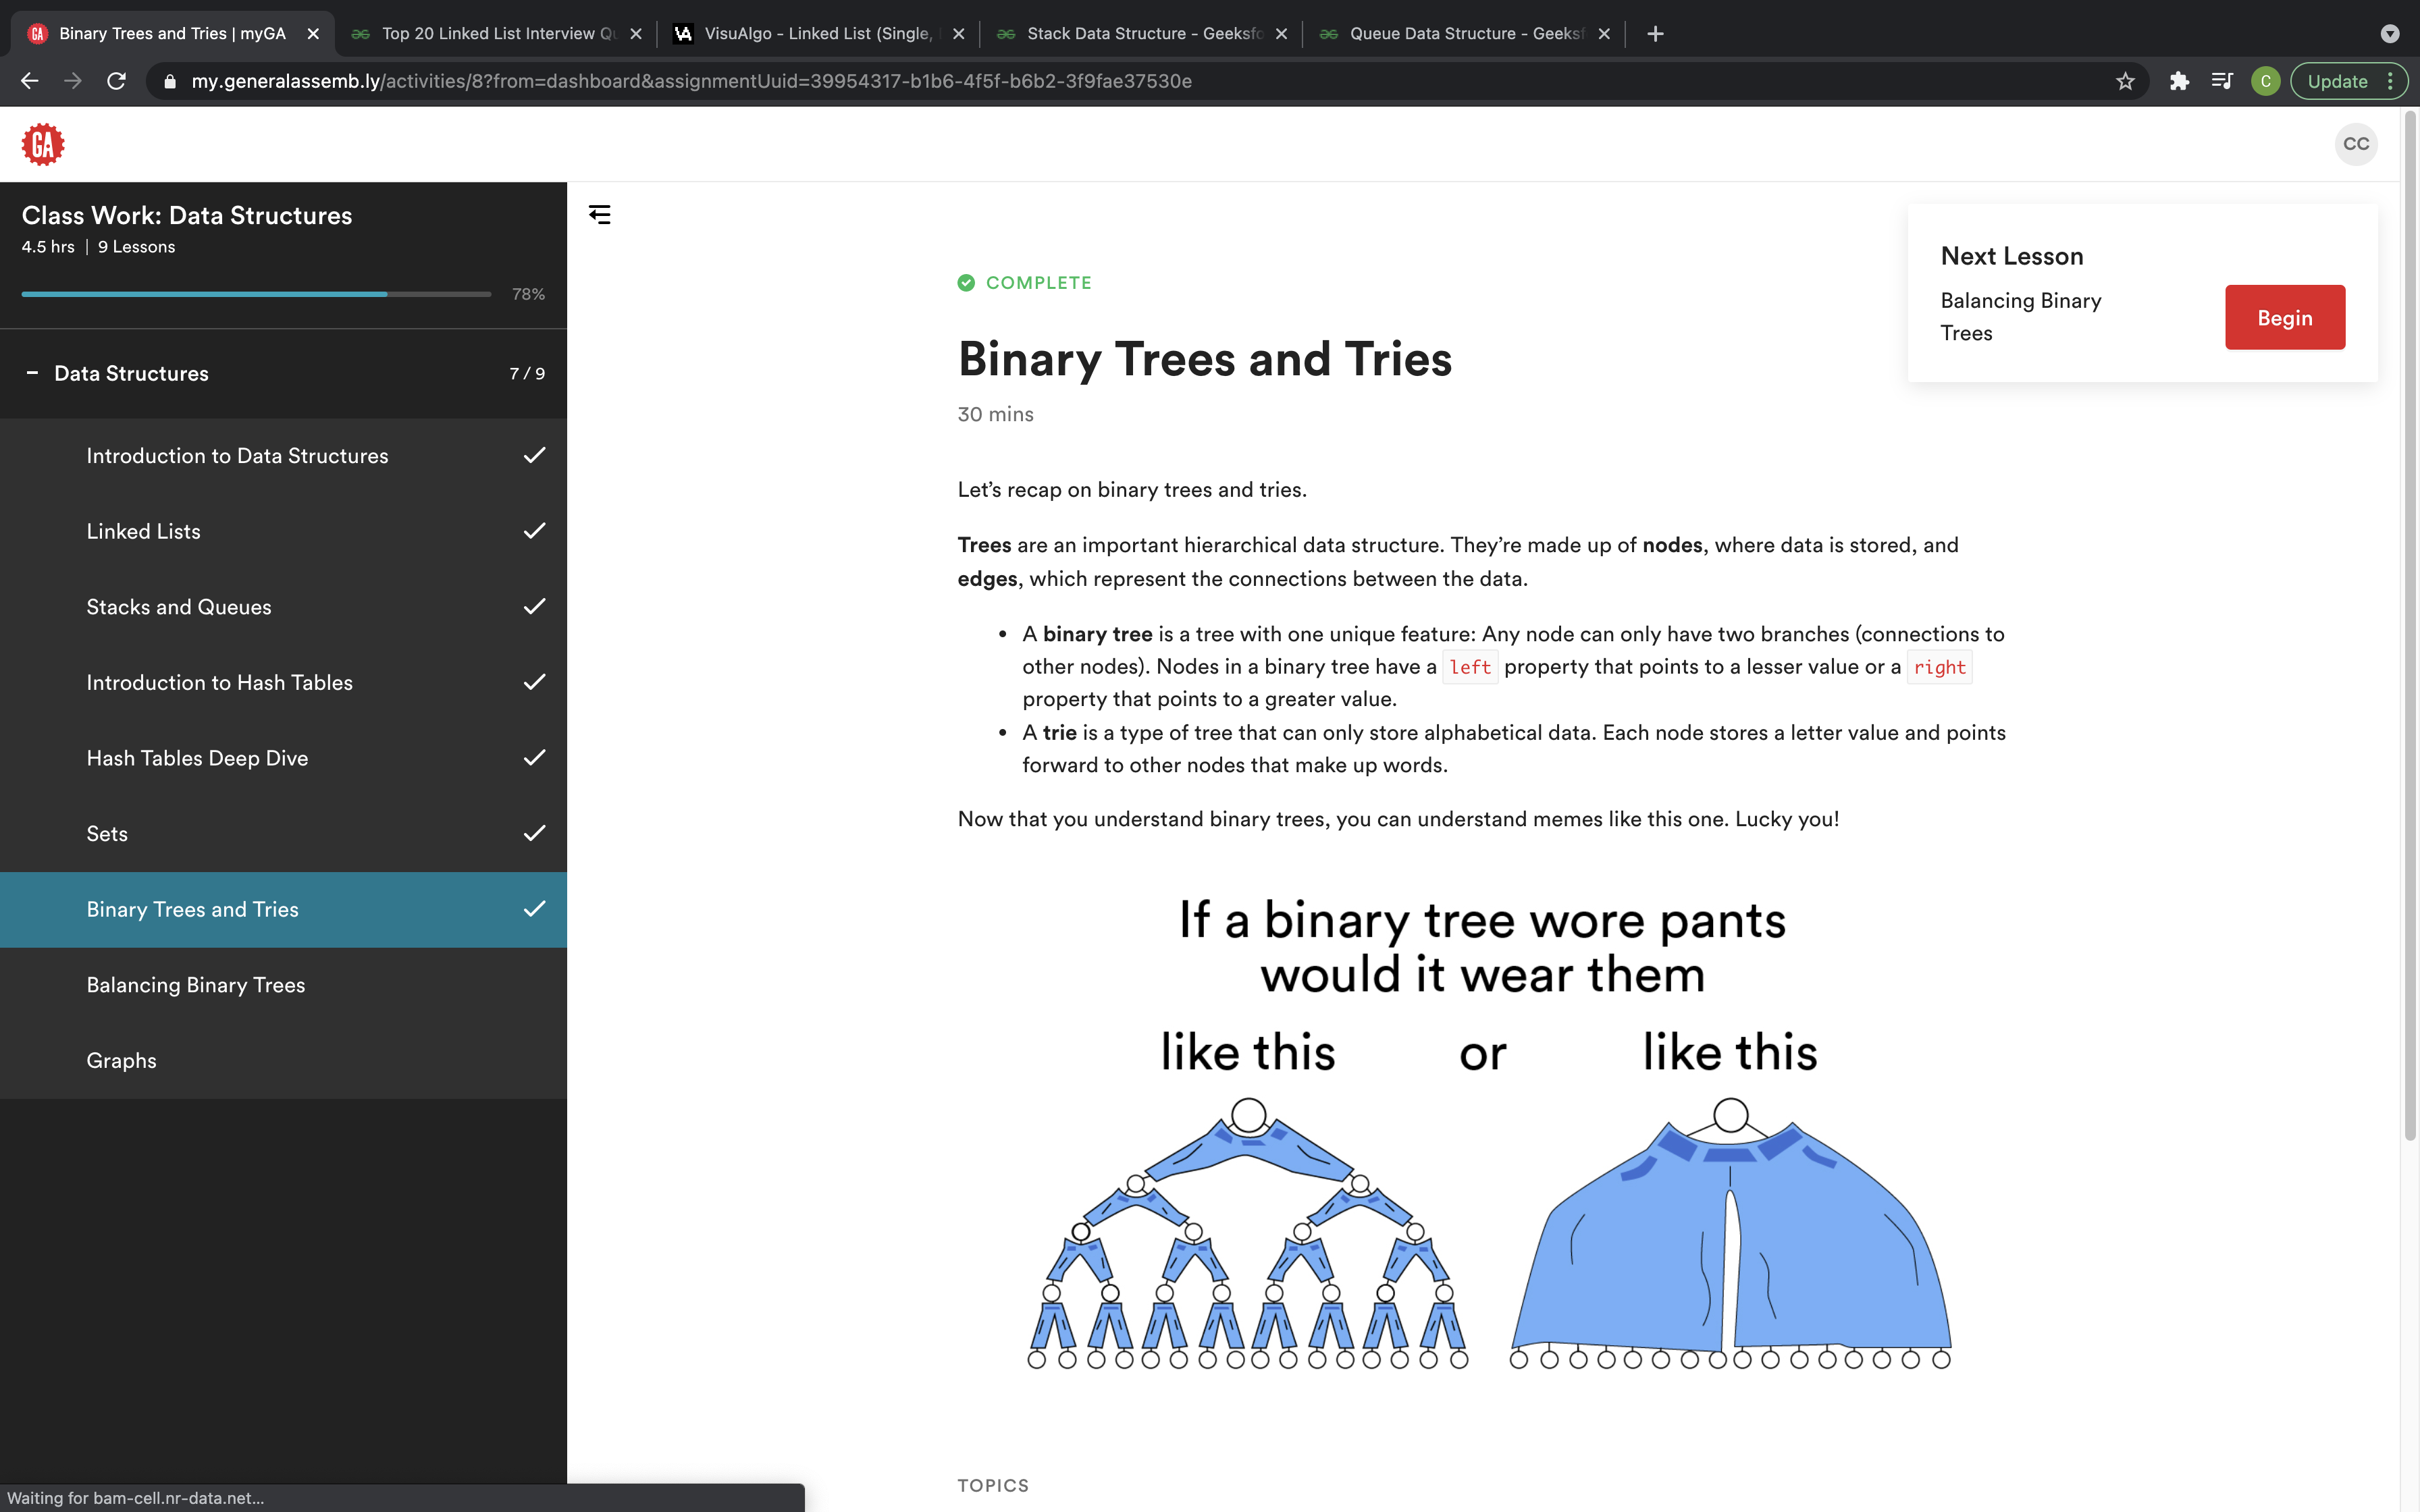 Binary Trees and Tries | myGA
Top 20 Linked List Interview Qu
VisuAlgo - Linked List (Single,
Stack Data Structure - Geeksfo
Queue Data Structure - Geeksf
my.generalassemb.ly/activities/8?from=dashboard&assignmentUuid=39954317-b1b6-4f5f-b6b2-3f9fae37530e
C
Update
GA
CC
Class Work: Data Structures
4.5 hrs | 9 Lessons
78%
Data Structures
7 / 9
Introduction to Data Structures
Linked Lists
Stacks and Queues
Introduction to Hash Tables
Hash Tables Deep Dive
Sets
Binary Trees and Tries
Balancing Binary Trees
Graphs
Next Lesson
Balancing Binary
Trees
Begin
COMPLETE
Binary Trees and Tries
30 mins
Let’s recap on binary trees and tries.
Trees are an important hierarchical data structure. They’re made up of nodes, where data is stored, and
edges, which represent the connections between the data.
A binary tree is a tree with one unique feature: Any node can only have two branches (connections to
other nodes). Nodes in a binary tree have a left property that points to a lesser value or a right
property that points to a greater value.
A trie is a type of tree that can only store alphabetical data. Each node stores a letter value and points
forward to other nodes that make up words.
Now that you understand binary trees, you can understand memes like this one. Lucky you!
If a binary tree wore pants
would it wear them
like this or like this
TOPICS
Waiting for bam-cell.nr-data.net...